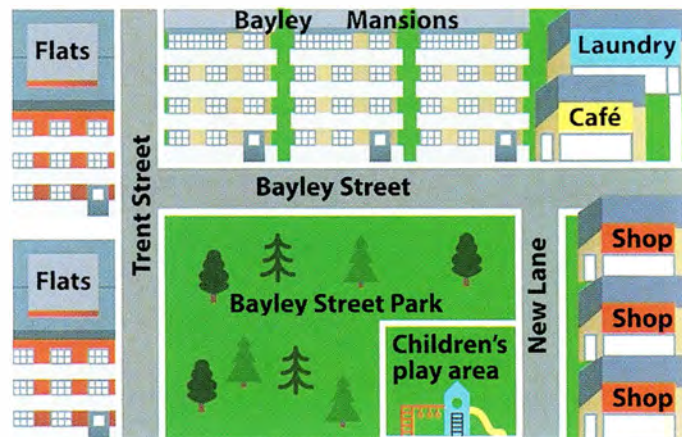 Flats
Bayley Mansions
Laundry
Café
Trent Street
Bayley Street
Flats
Bayley Street Park
Children's
play area
New Lane
Shop
Shop
Shop